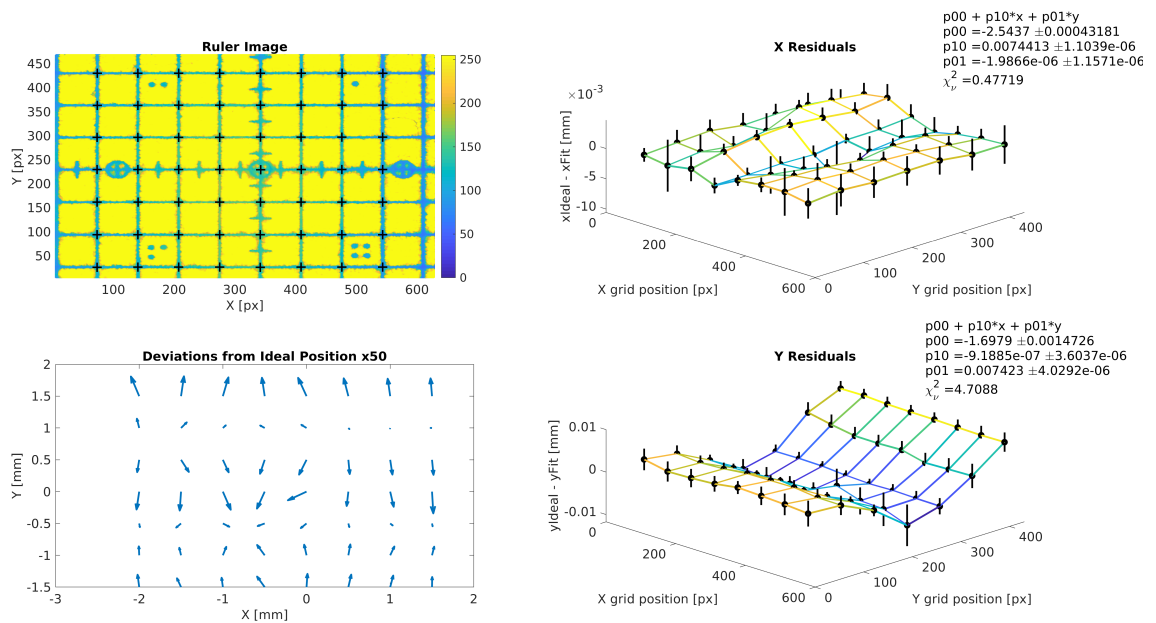 Ruler Image
450
400
350
300
250
200
150
100
50
Y [px]
100 200 300 400 500 600
X [px]
250
200
150
100
50
0
X Residuals
p00 + p10*x + p01*y
p00 =-2.5437 ±0.00043181
p10 =0.0074413 ±1.1039e-06
p01 =-1.9866e-06 ±1.1571e-06
χ²ν =0.47719
×10⁻³
0
-5
-10
xIdeal - xFit [mm]
0 200 400 600
X grid position [px]
0 100 200 300 400
Y grid position [px]
Deviations from Ideal Position x50
2
1.5
1
0.5
0
-0.5
-1
-1.5
Y [mm]
-3 -2 -1 0 1 2
X [mm]
Y Residuals
p00 + p10*x + p01*y
p00 =-1.6979 ±0.0014726
p10 =-9.1885e-07 ±3.6037e-06
p01 =0.007423 ±4.0292e-06
χ²ν =4.7088
0.01
0
-0.01
yIdeal - yFit [mm]
0 200 400 600
X grid position [px]
0 100 200 300 400
Y grid position [px]